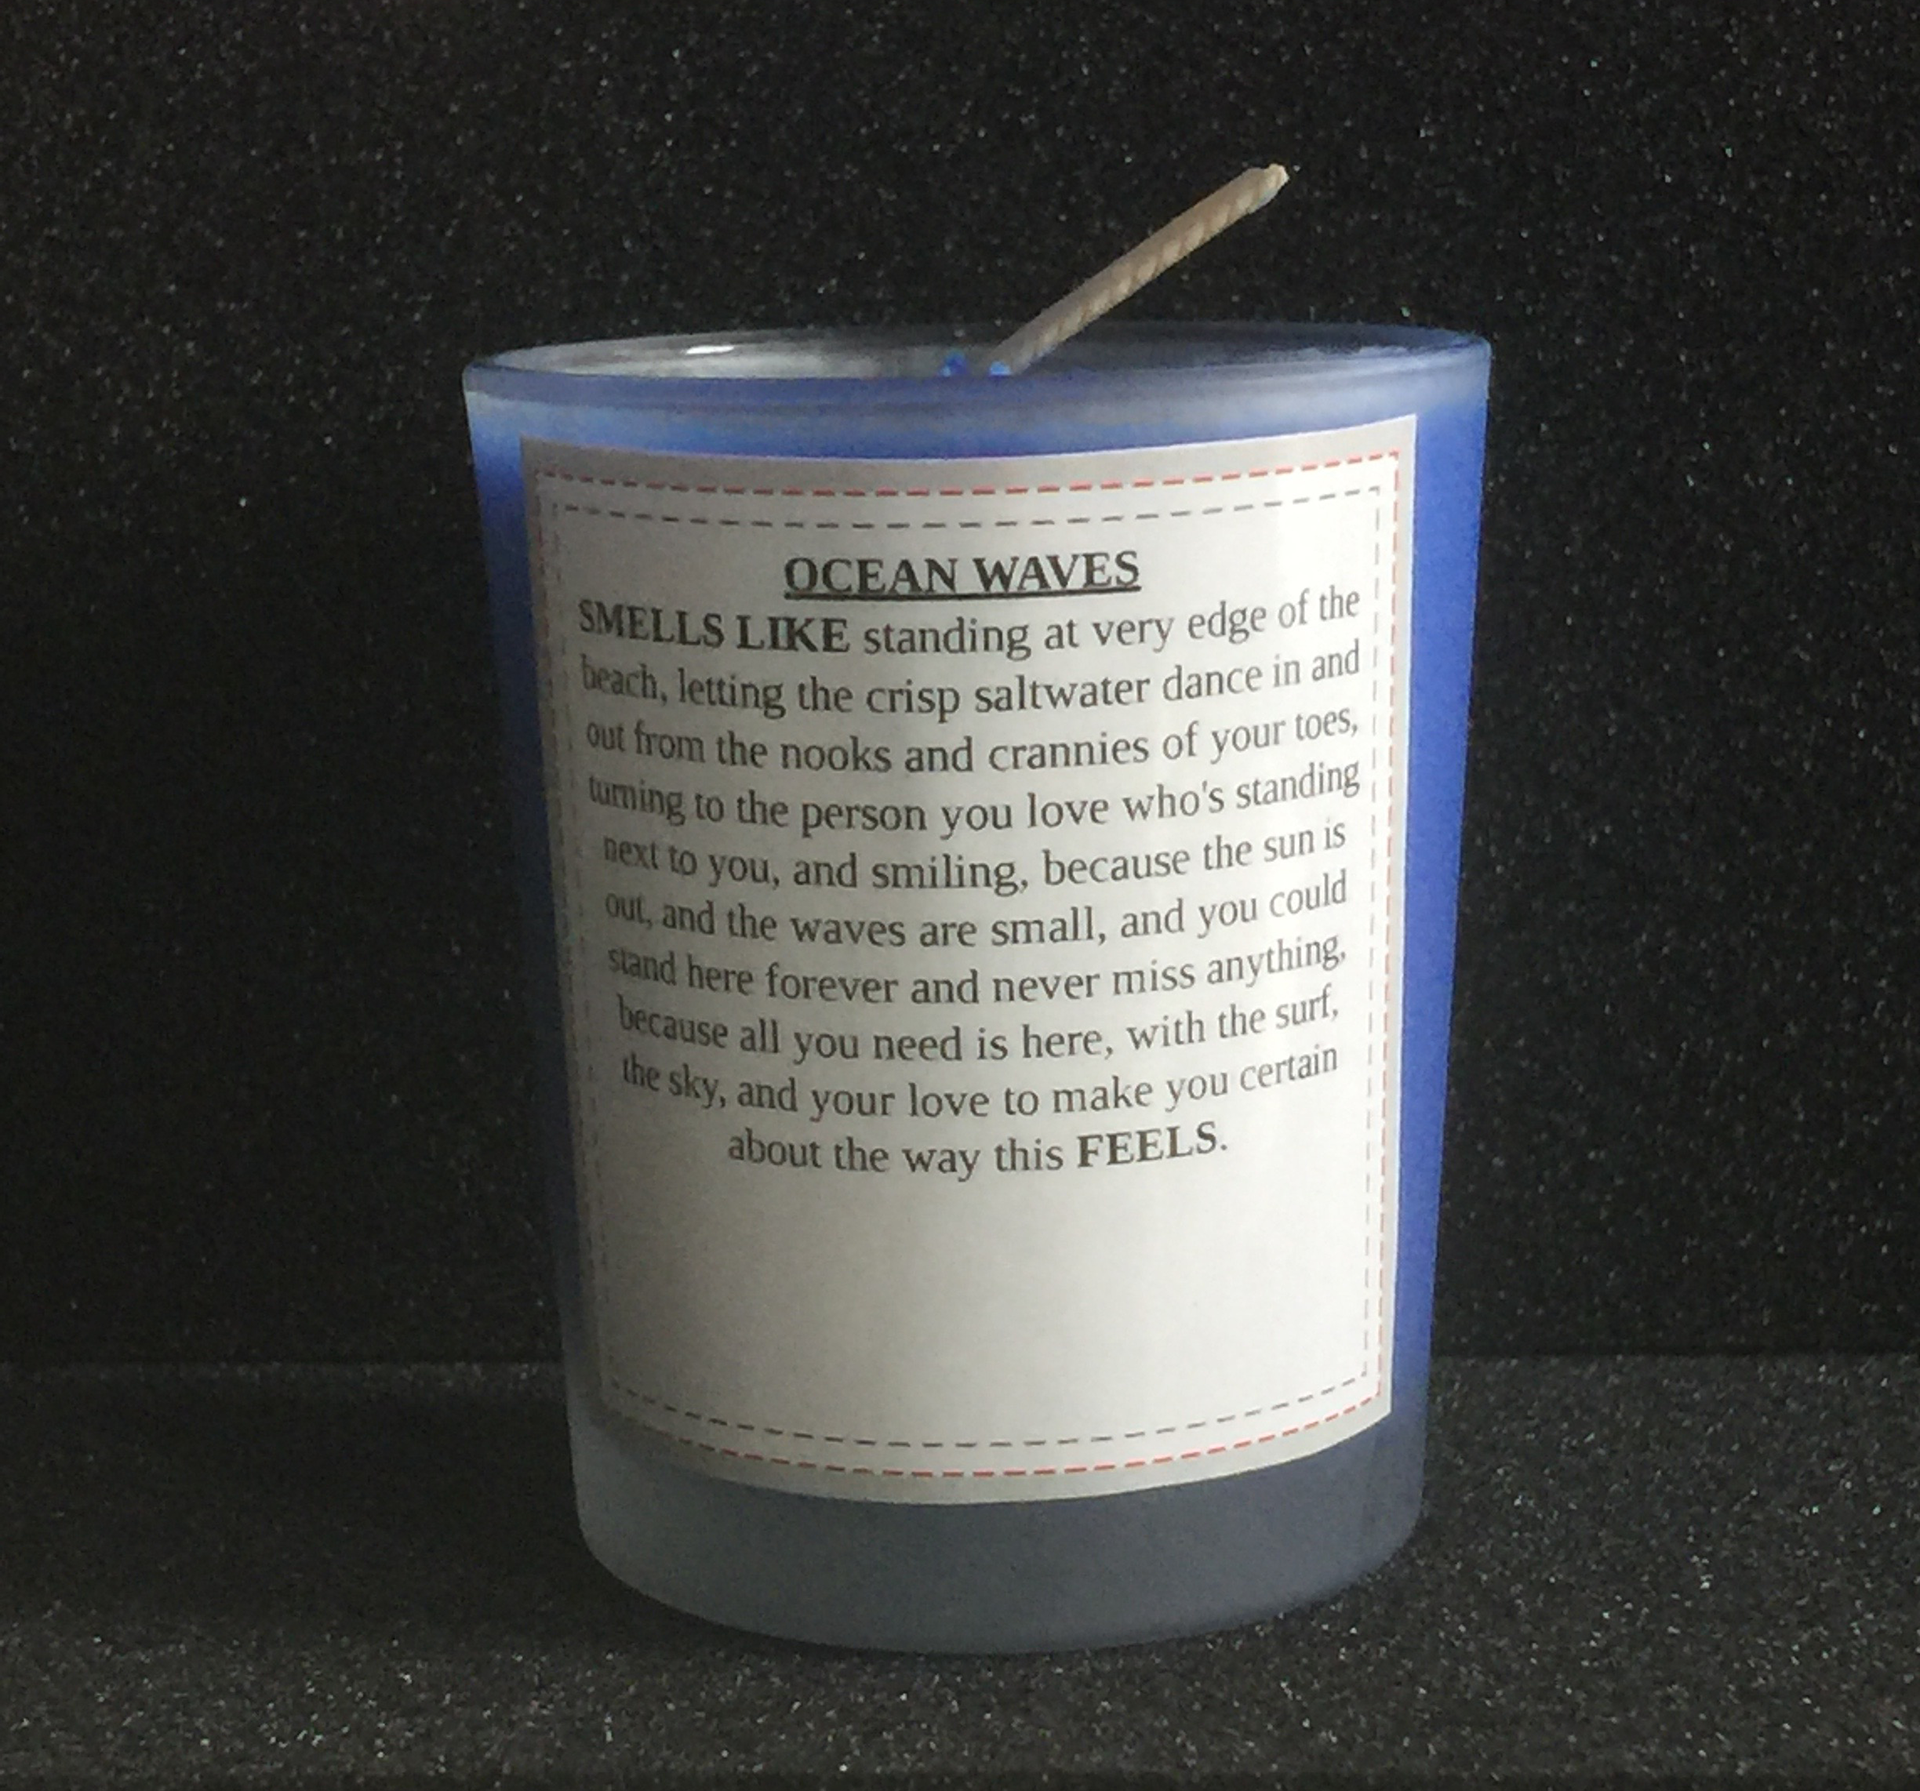 OCEAN WAVES
SMELLS LIKE standing at very edge of the
beach, letting the crisp saltwater dance in and
out from the nooks and crannies of your toes,
turning to the person you love who's standing
next to you, and smiling, because the sun is
out, and the waves are small, and you could
stand here forever and never miss anything,
because all you need is here, with the surf,
the sky, and your love to make you certain
about the way this FEELS.